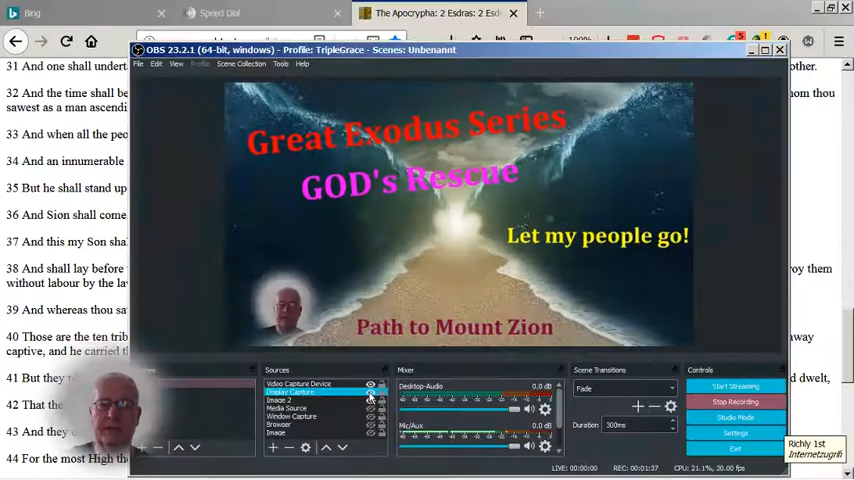 Bing
Speed Dial
The Apocrypha: 2 Esdras: 2 Esd
OBS 23.2.1 (64-bit, windows) - Profile: TripleGrace - Scenes: Unbenannt
File Edit View Profile Scene Collection Tools Help
31 And one shall undert
other.
32 And the time shall be
hom thou
sawest as a man ascendi
33 And when all the peo
34 And an innumerable
35 But he shall stand up
36 And Sion shall come
37 And this my Son sha
38 And shall lay before
roy them
without labour by the la
39 And whereas thou sa
40 Those are the ten trib
away
captive, and he carried th
41 But they t
d dwelt,
42 That the
43 And they e
44 For the most High th
Great Exodus Series
GOD's Rescue
Let my people go!
Path to Mount Zion
Sources
Video Capture Device
Display Capture
Image 2
Media Source
Window Capture
Browser
Image
Mixer
Desktop-Audio 0.0 dB
Mic/Aux 0.0 dB
Scene Transitions
Fade
Duration 300ms
Controls
Start Streaming
Stop Recording
Studio Mode
Settings
Exit
LIVE: 00:00:00 REC: 00:01:37 CPU: 21.1%, 30.00 fps
Richly 1st
Internetzugrif